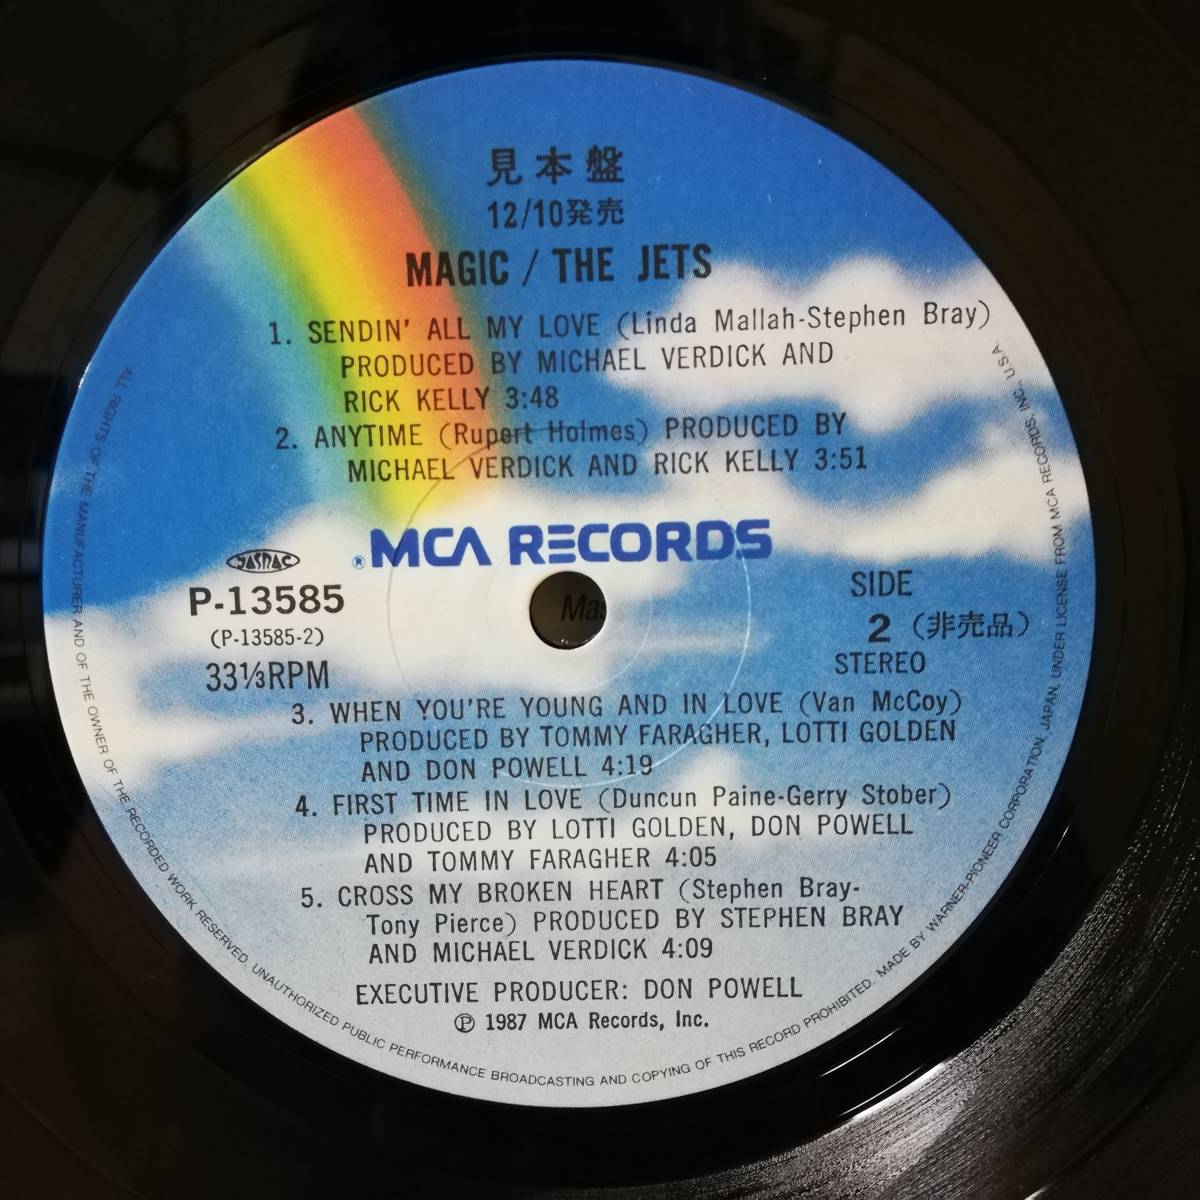 見本盤
12/10発売
MAGIC / THE JETS
1. SENDIN' ALL MY LOVE (Linda Mallah-Stephen Bray)
PRODUCED BY MICHAEL VERDICK AND
RICK KELLY 3:48
2. ANYTIME (Rupert Holmes) PRODUCED BY
MICHAEL VERDICK AND RICK KELLY 3:51
® MCA RECORDS
JASRAC
P-13585
(P-13585-2)
33⅓RPM
Mas
SIDE
2 (非売品)
STEREO
3. WHEN YOU'RE YOUNG AND IN LOVE (Van McCoy)
PRODUCED BY TOMMY FARAGHER, LOTTI GOLDEN
AND DON POWELL 4:19
4. FIRST TIME IN LOVE (Duncun Paine-Gerry Stober)
PRODUCED BY LOTTI GOLDEN, DON POWELL
AND TOMMY FARAGHER 4:05
5. CROSS MY BROKEN HEART (Stephen Bray-
Tony Pierce) PRODUCED BY STEPHEN BRAY
AND MICHAEL VERDICK 4:09
EXECUTIVE PRODUCER: DON POWELL
℗ 1987 MCA Records, Inc.
ALL RIGHTS OF THE MANUFACTURER AND OF THE OWNER OF THE RECORDED WORK RESERVED. UNAUTHORIZED PUBLIC PERFORMANCE BROADCASTING AND COPYING OF THIS RECORD PROHIBITED. MADE BY WARNER-PIONEER CORPORATION, JAPAN, UNDER LICENSE FROM MCA RECORDS, INC., U.S.A.